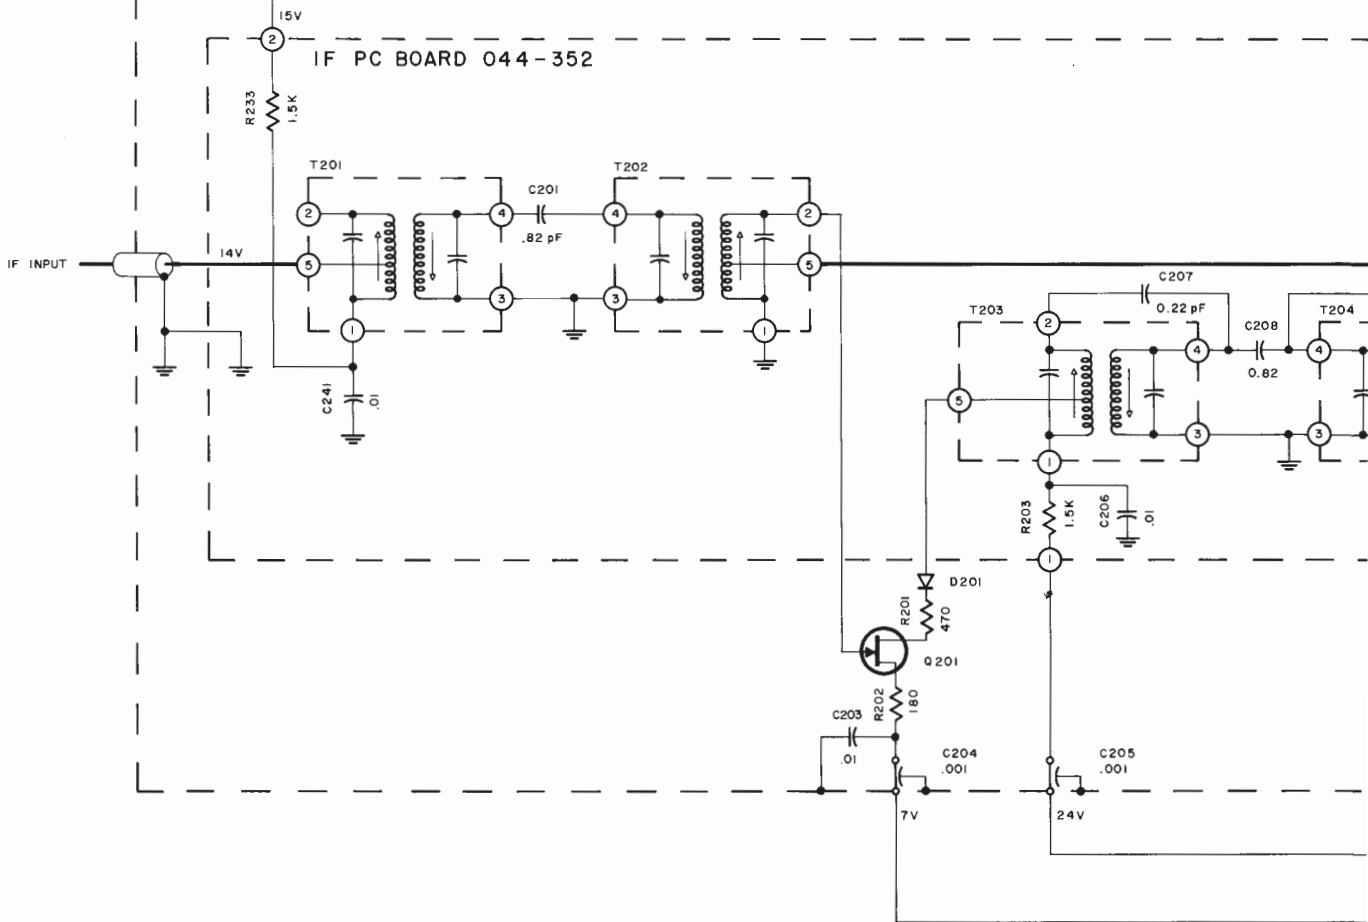 15V
2
IF PC BOARD 044-352
R233
1.5K
T201
T202
C201
2
4
4
2
.82 pF
IF INPUT
14V
5
5
C207
3
3
0.22 pF
T203
2
C208
T204
1
1
4
4
0.82
C241
.01
5
3
3
1
R203
1.5K
C206
.01
1
D201
R201
470
Q201
R202
180
C203
.01
C204
.001
C205
.001
7V
24V